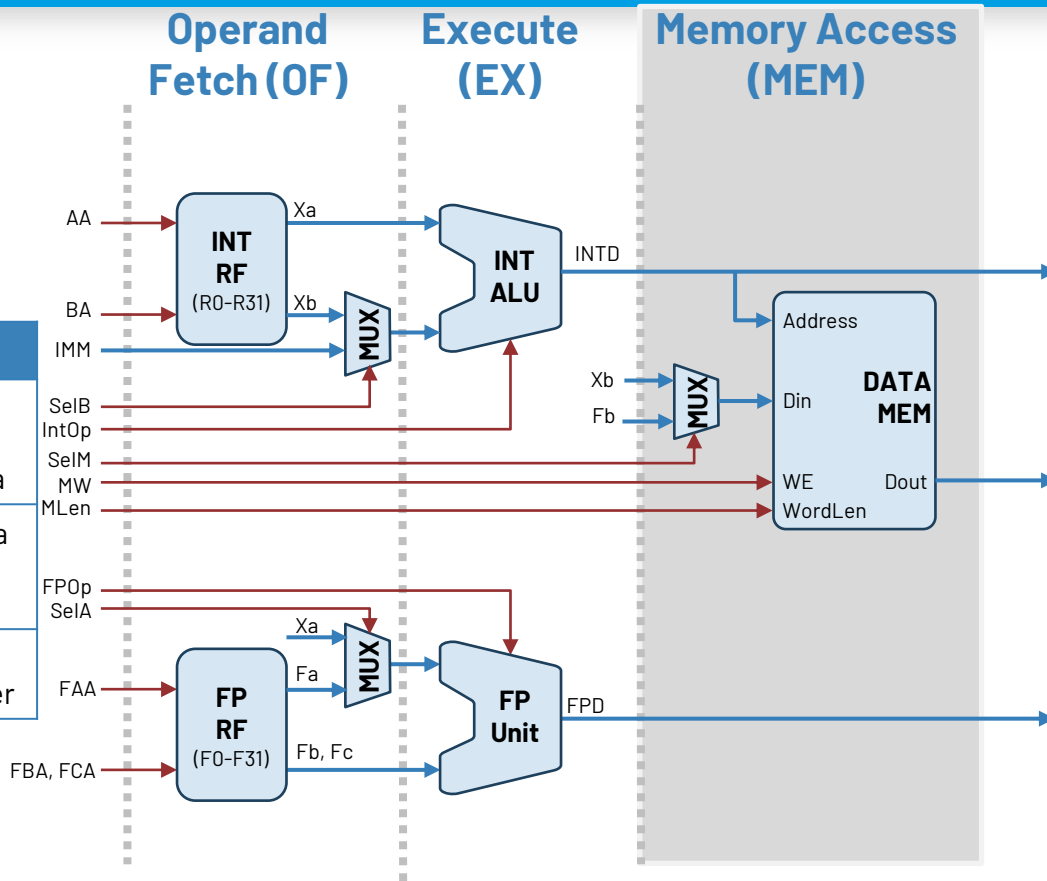 Operand
Fetch (OF)
Execute
(EX)
Memory Access
(MEM)
AA
BA
IMM
SelB
IntOp
SelM
MW
MLen
INT
RF
(R0-R31)
Xa
Xb
MUX
INT
ALU
INTD
Xb
Fb
MUX
Address
Din
DATA
MEM
WE
Dout
WordLen
a
a
er
FPOp
SelA
FAA
FBA, FCA
FP
RF
(F0-F31)
Xa
Fa
Fb, Fc
MUX
FP
Unit
FPD